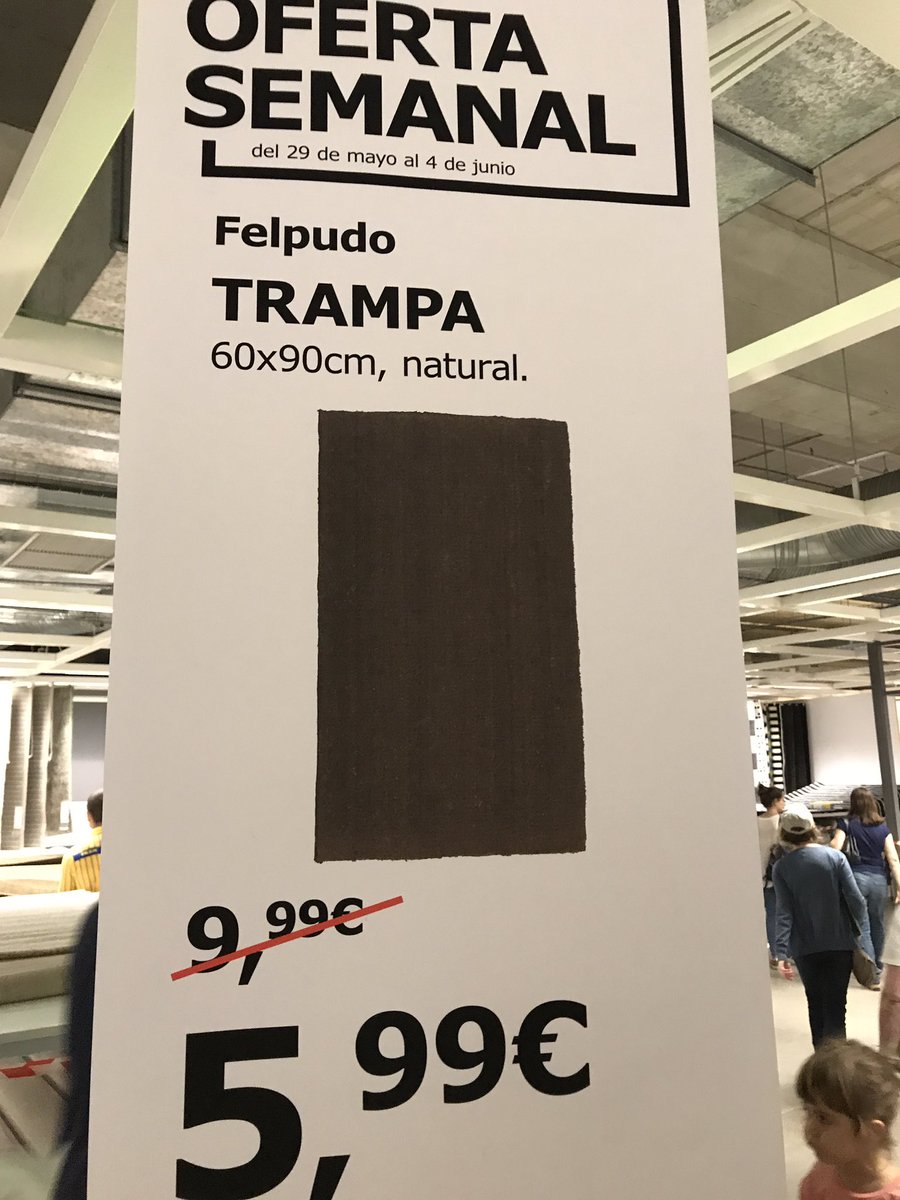 OFERTA
SEMANAL
del 29 de mayo al 4 de junio
Felpudo
TRAMPA
60x90cm, natural.
9,99€
5,99€